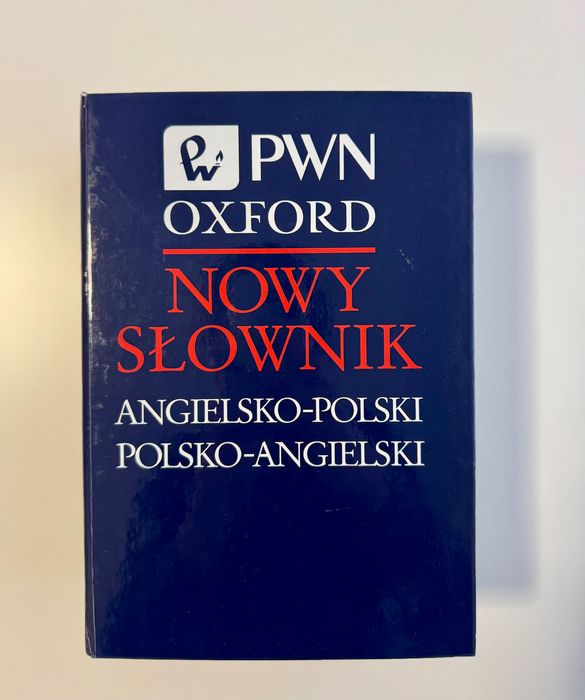 PWN
OXFORD
NOWY
SŁOWNIK
ANGIELSKO-POLSKI
POLSKO-ANGIELSKI